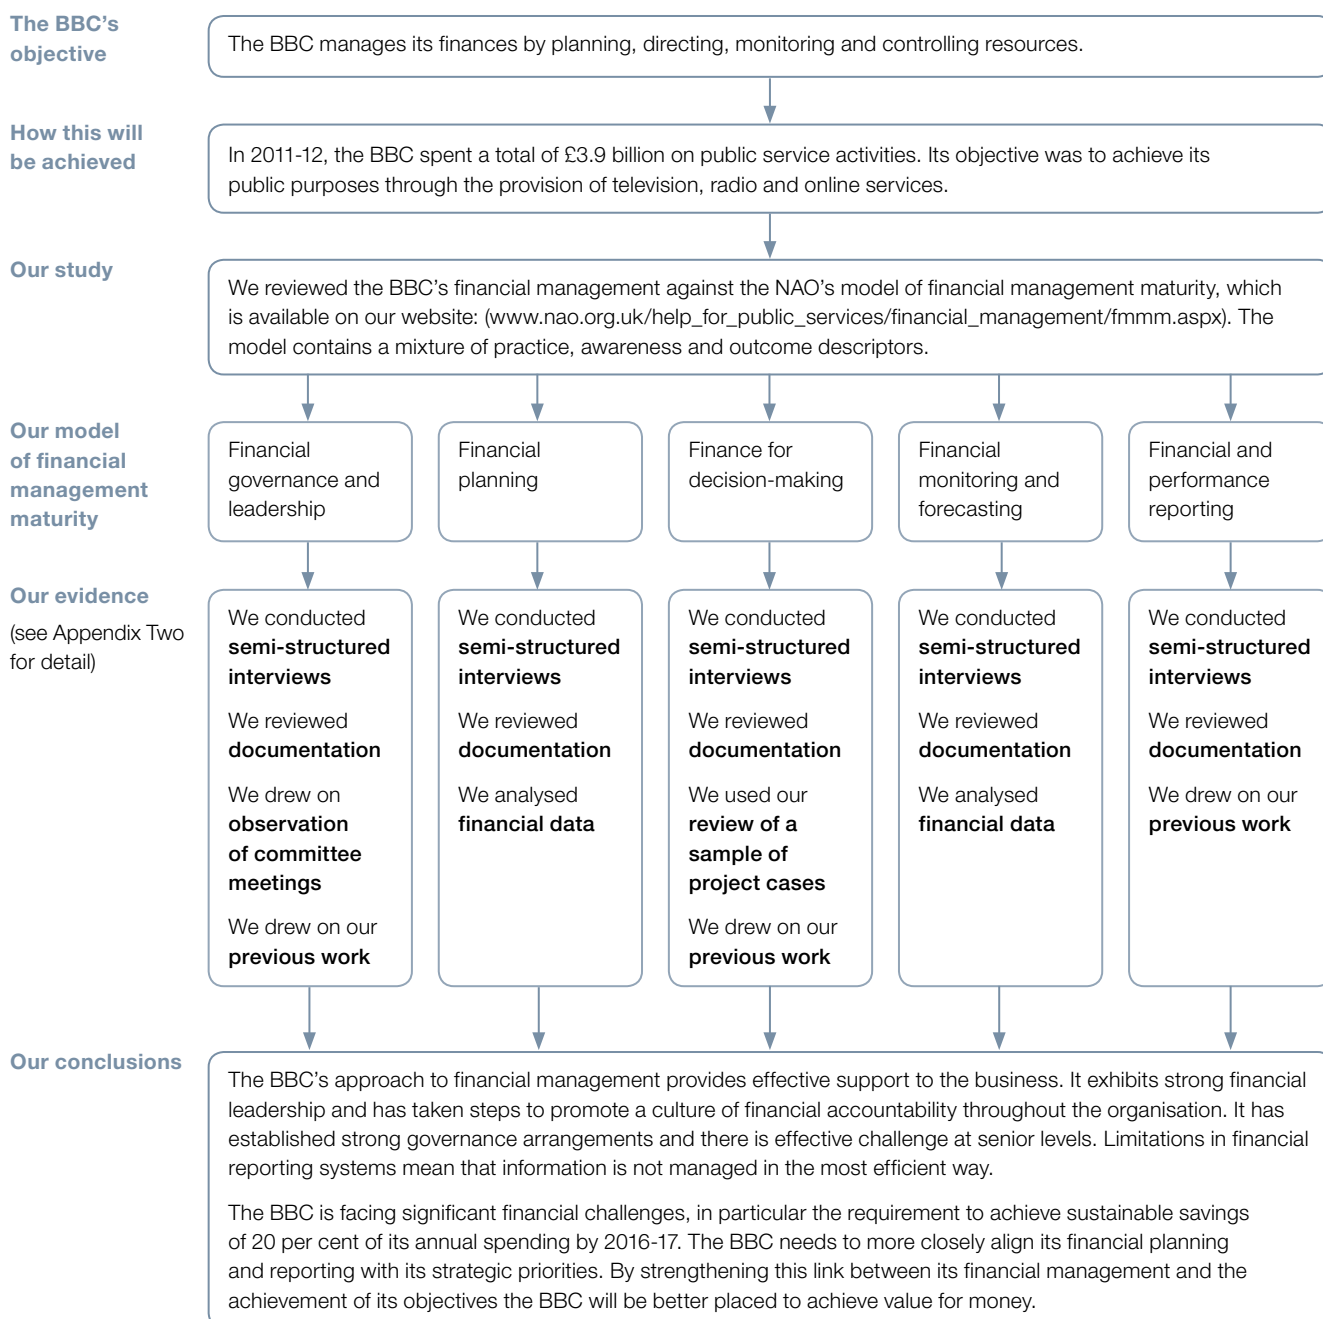 The BBC's
objective
The BBC manages its finances by planning, directing, monitoring and controlling resources.
How this will
be achieved
In 2011-12, the BBC spent a total of £3.9 billion on public service activities. Its objective was to achieve its
public purposes through the provision of television, radio and online services.
Our study
We reviewed the BBC's financial management against the NAO's model of financial management maturity, which
is available on our website: (www.nao.org.uk/help_for_public_services/financial_management/fmmm.aspx). The
model contains a mixture of practice, awareness and outcome descriptors.
Our model
of financial
management
maturity
Financial
governance and
leadership
Financial
planning
Finance for
decision-making
Financial
monitoring and
forecasting
Financial and
performance
reporting
Our evidence
(see Appendix Two
for detail)
We conducted
semi-structured
interviews
We reviewed
documentation
We drew on
observation
of committee
meetings
We drew on our
previous work
We conducted
semi-structured
interviews
We reviewed
documentation
We analysed
financial data
We conducted
semi-structured
interviews
We reviewed
documentation
We used our
review of a
sample of
project cases
We drew on our
previous work
We conducted
semi-structured
interviews
We reviewed
documentation
We analysed
financial data
We conducted
semi-structured
interviews
We reviewed
documentation
We drew on our
previous work
Our conclusions
The BBC's approach to financial management provides effective support to the business. It exhibits strong financial
leadership and has taken steps to promote a culture of financial accountability throughout the organisation. It has
established strong governance arrangements and there is effective challenge at senior levels. Limitations in financial
reporting systems mean that information is not managed in the most efficient way.
The BBC is facing significant financial challenges, in particular the requirement to achieve sustainable savings
of 20 per cent of its annual spending by 2016-17. The BBC needs to more closely align its financial planning
and reporting with its strategic priorities. By strengthening this link between its financial management and the
achievement of its objectives the BBC will be better placed to achieve value for money.